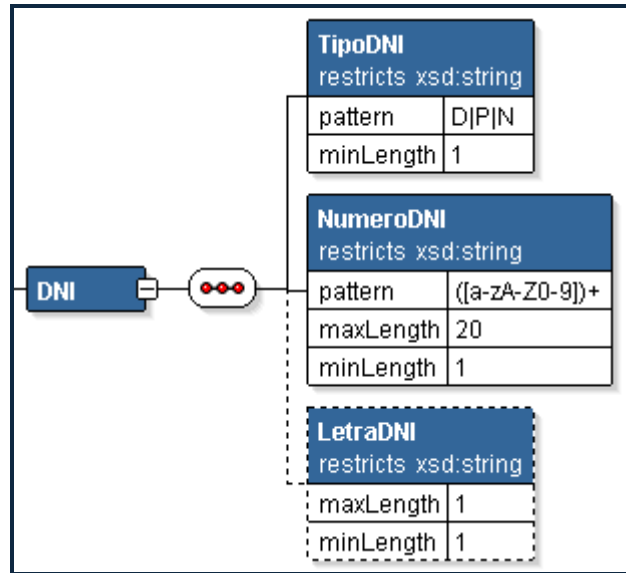 TipoDNI
restricts xsd:string
pattern D|P|N
minLength 1
NumeroDNI
restricts xsd:string
DNI
pattern ([a-zA-Z0-9])+
maxLength 20
minLength 1
LetraDNI
restricts xsd:string
maxLength 1
minLength 1